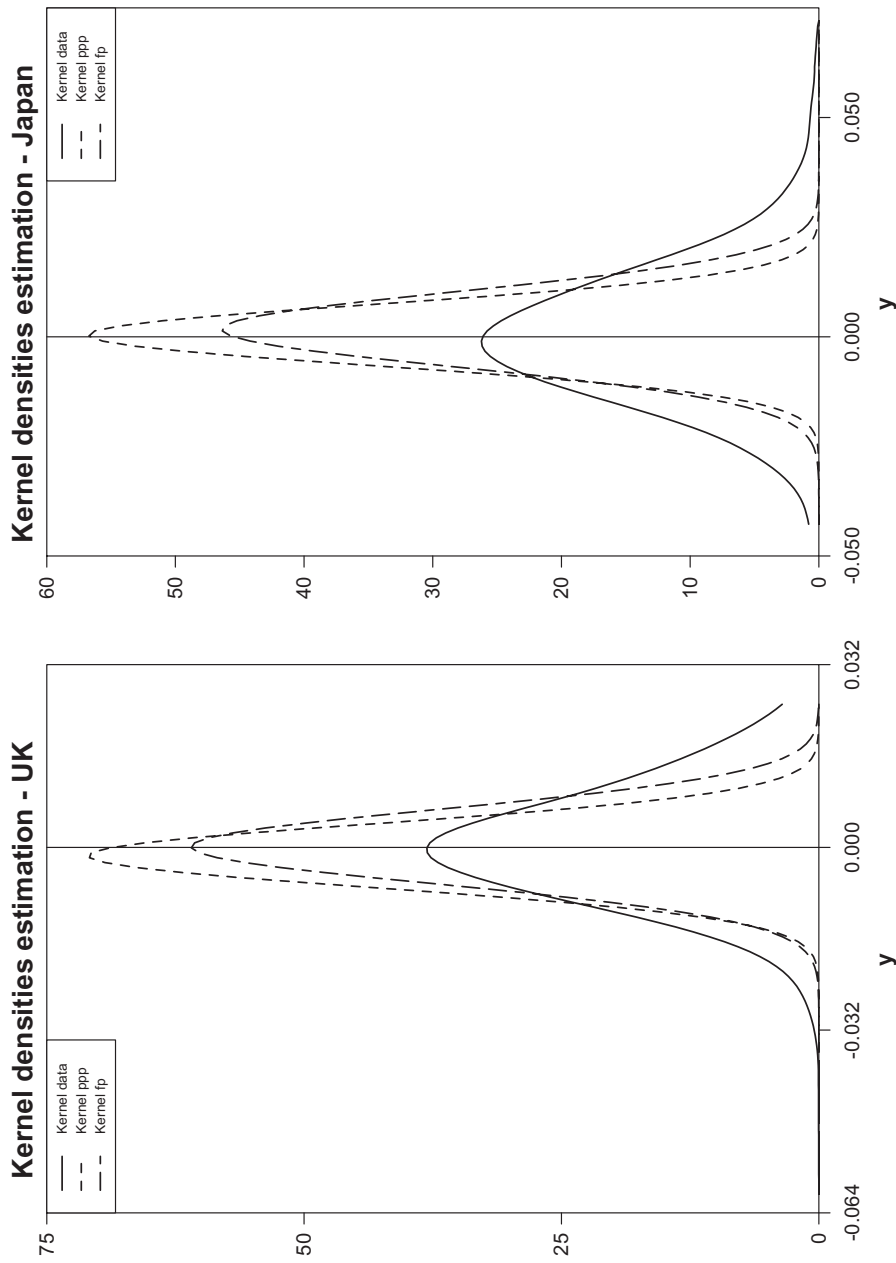 Kernel densities estimation - UK
Kernel data
Kernel ppp
Kernel fp
75
50
25
0
-0.064
-0.032
0.000
0.032
y
Kernel densities estimation - Japan
Kernel data
Kernel ppp
Kernel fp
60
50
40
30
20
10
0
-0.050
0.000
0.050
y